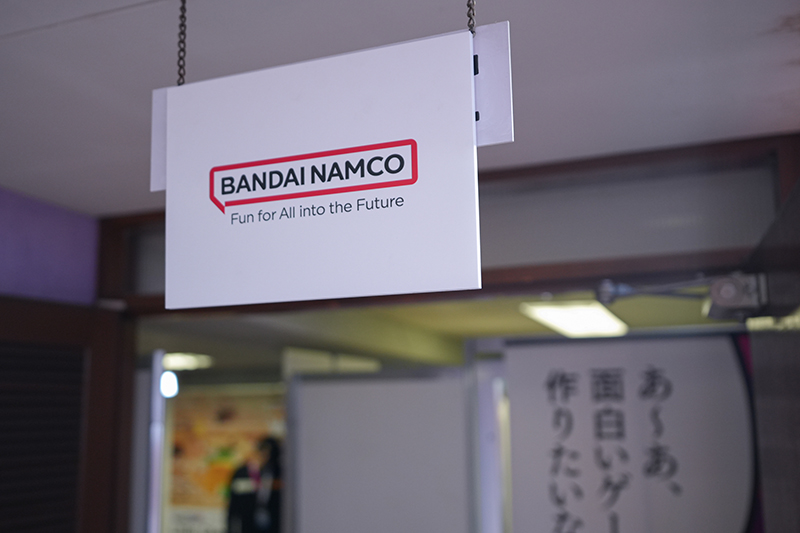 BANDAI NAMCO
Fun for All into the Future
あ〜あ、
面白いゲー
作りたいな